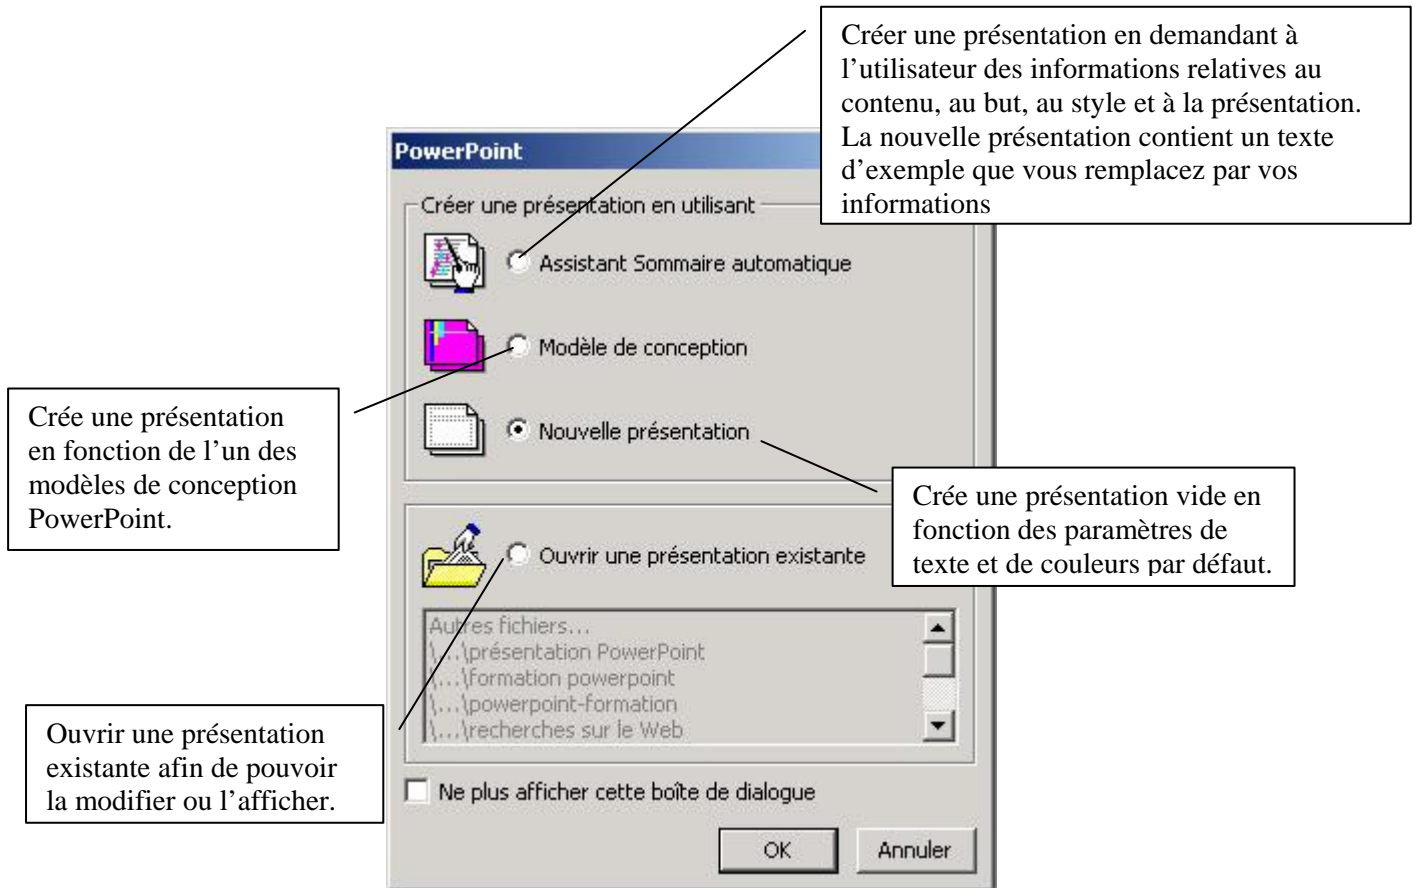 Créer une présentation en demandant à
l’utilisateur des informations relatives au
contenu, au but, au style et à la présentation.
La nouvelle présentation contient un texte
d’exemple que vous remplacez par vos
informations
PowerPoint
Créer une présentation en utilisant
Assistant Sommaire automatique
Modèle de conception
Crée une présentation
en fonction de l’un des
modèles de conception
PowerPoint.
Nouvelle présentation
Crée une présentation vide en
fonction des paramètres de
texte et de couleurs par défaut.
Ouvrir une présentation existante
Autres fichiers...
\...\présentation PowerPoint
\...\formation powerpoint
\...\powerpoint-formation
\...\recherches sur le Web
Ouvrir une présentation
existante afin de pouvoir
la modifier ou l’afficher.
Ne plus afficher cette boîte de dialogue
OK
Annuler